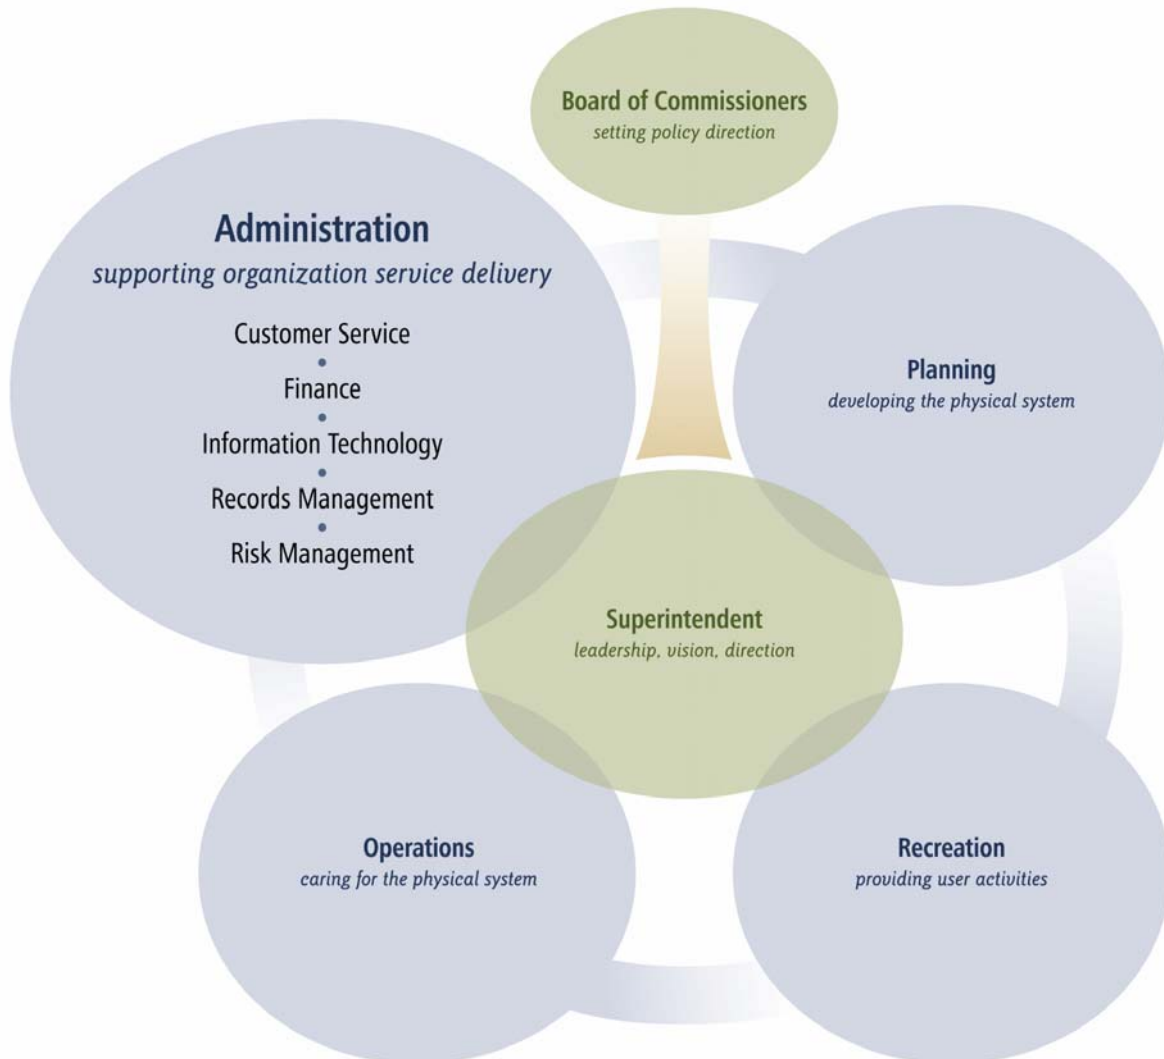 Board of Commissioners
setting policy direction
Administration
supporting organization service delivery
Customer Service
•
Finance
•
Information Technology
•
Records Management
•
Risk Management
Planning
developing the physical system
Superintendent
leadership, vision, direction
Operations
caring for the physical system
Recreation
providing user activities